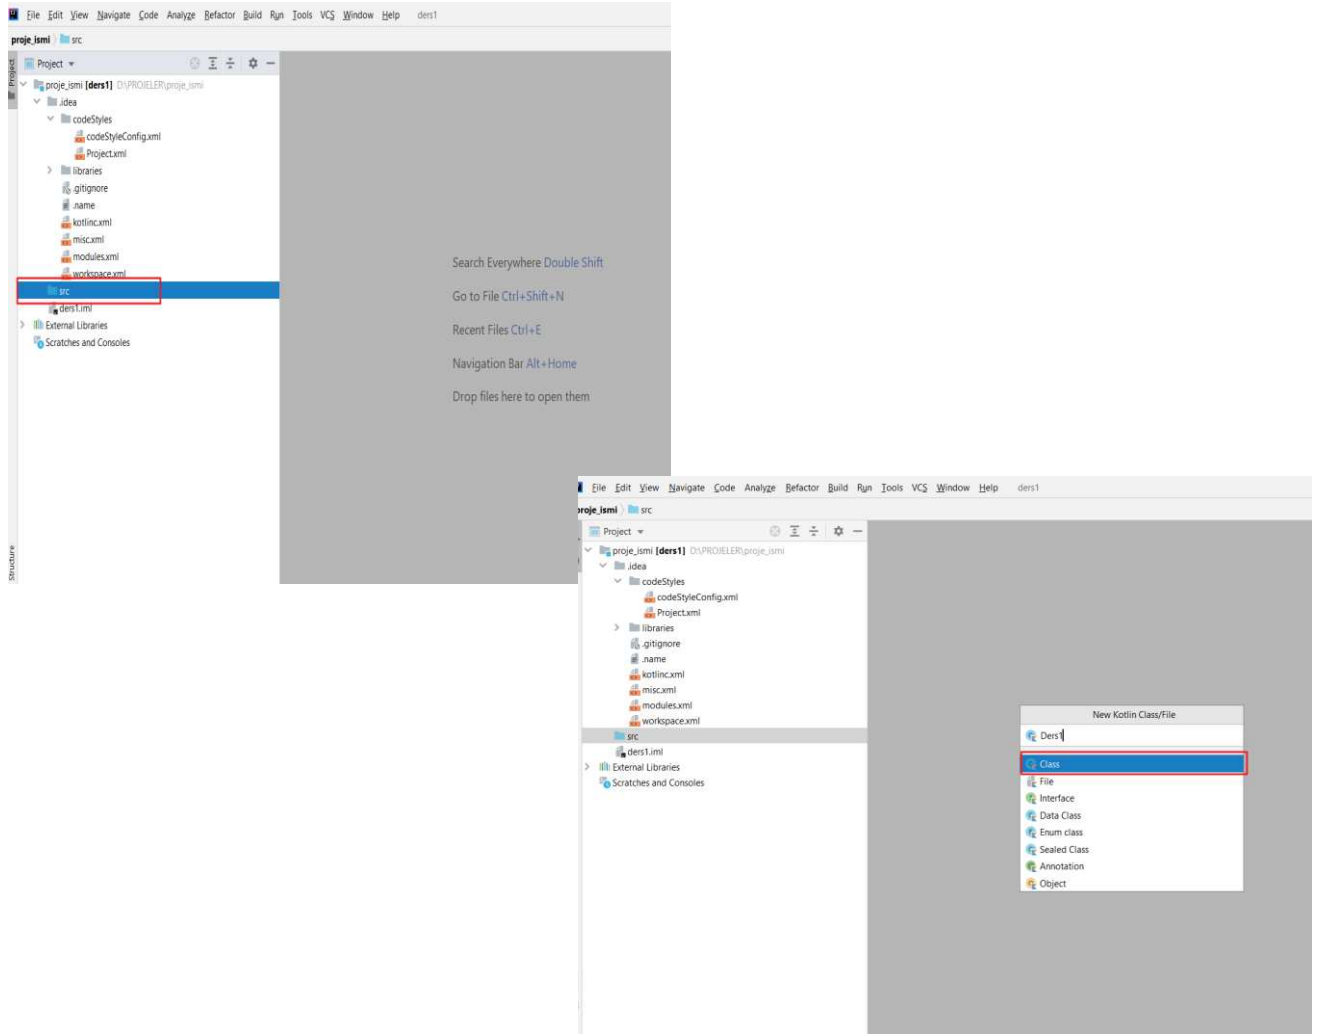 File Edit View Navigate Code Analyze Refactor Build Run Tools VCS Window Help ders1
proje_ismi src
Project
Project
proje_ismi [ders1] D:\PROJELER\proje_ismi
.idea
codeStyles
codeStyleConfig.xml
Project.xml
libraries
.gitignore
.name
kotlinc.xml
misc.xml
modules.xml
workspace.xml
src
ders1.iml
External Libraries
Scratches and Consoles
Structure
Search Everywhere Double Shift
Go to File Ctrl+Shift+N
Recent Files Ctrl+E
Navigation Bar Alt+Home
Drop files here to open them
File Edit View Navigate Code Analyze Refactor Build Run Tools VCS Window Help ders1
proje_ismi src
Project
proje_ismi [ders1] D:\PROJELER\proje_ismi
.idea
codeStyles
codeStyleConfig.xml
Project.xml
libraries
.gitignore
.name
kotlinc.xml
misc.xml
modules.xml
workspace.xml
src
ders1.iml
External Libraries
Scratches and Consoles
New Kotlin Class/File
Ders1
Class
File
Interface
Data Class
Enum class
Sealed Class
Annotation
Object